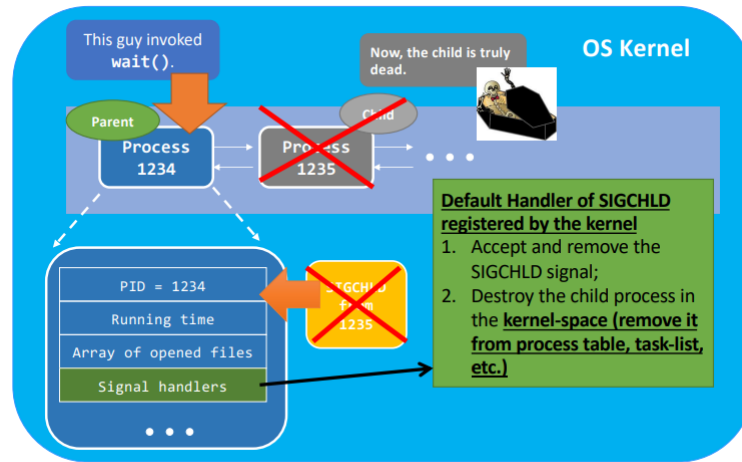 This guy invoked
wait().
Now, the child is truly
dead.
OS Kernel
Parent
Child
Process
1234
Process
1235
• • •
Default Handler of SIGCHLD
registered by the kernel
1. Accept and remove the
SIGCHLD signal;
2. Destroy the child process in
the kernel-space (remove it
from process table, task-list,
etc.)
PID = 1234
Running time
Array of opened files
Signal handlers
• • •
SIGCHLD
from
1235